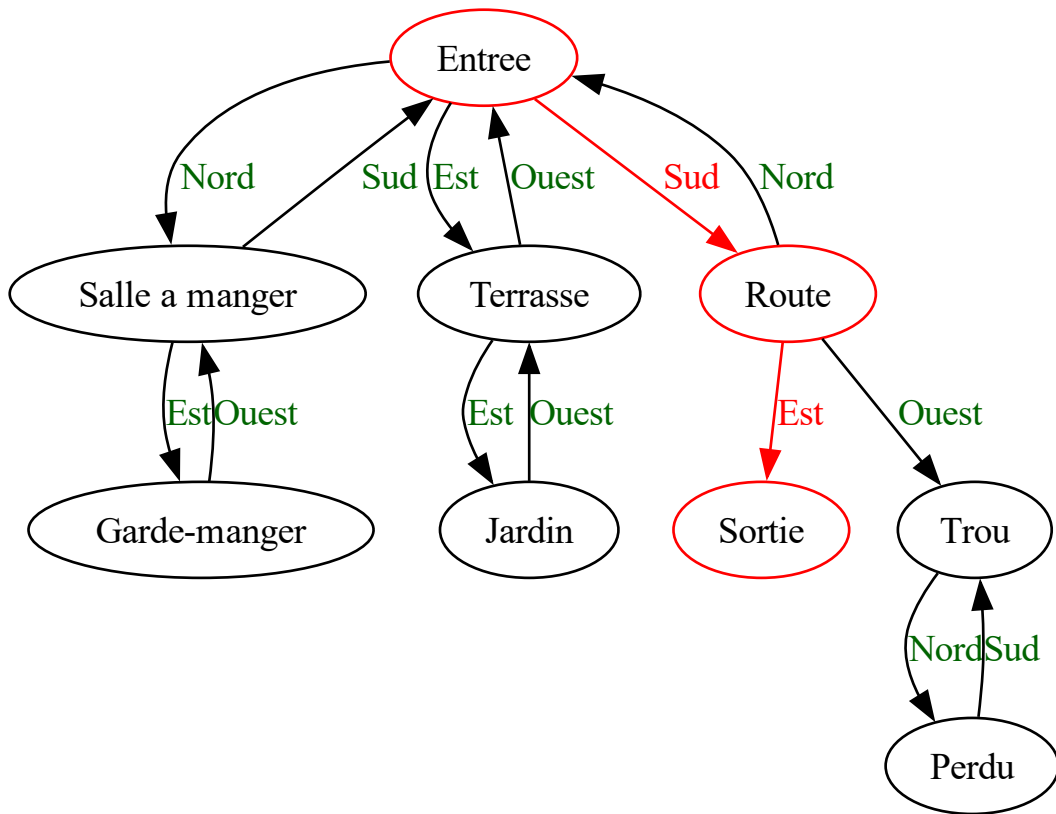 Entree
Nord
Sud
Est
Ouest
Sud
Nord
Salle a manger
Terrasse
Route
Est
Ouest
Est
Ouest
Est
Ouest
Garde-manger
Jardin
Sortie
Trou
Nord
Sud
Perdu